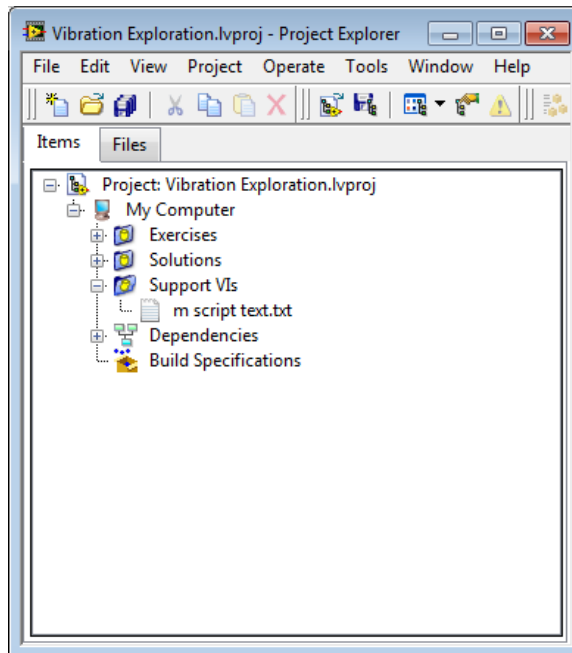 Vibration Exploration.lvproj - Project Explorer
File Edit View Project Operate Tools Window Help
Items Files
Project: Vibration Exploration.lvproj
My Computer
Exercises
Solutions
Support VIs
m script text.txt
Dependencies
Build Specifications